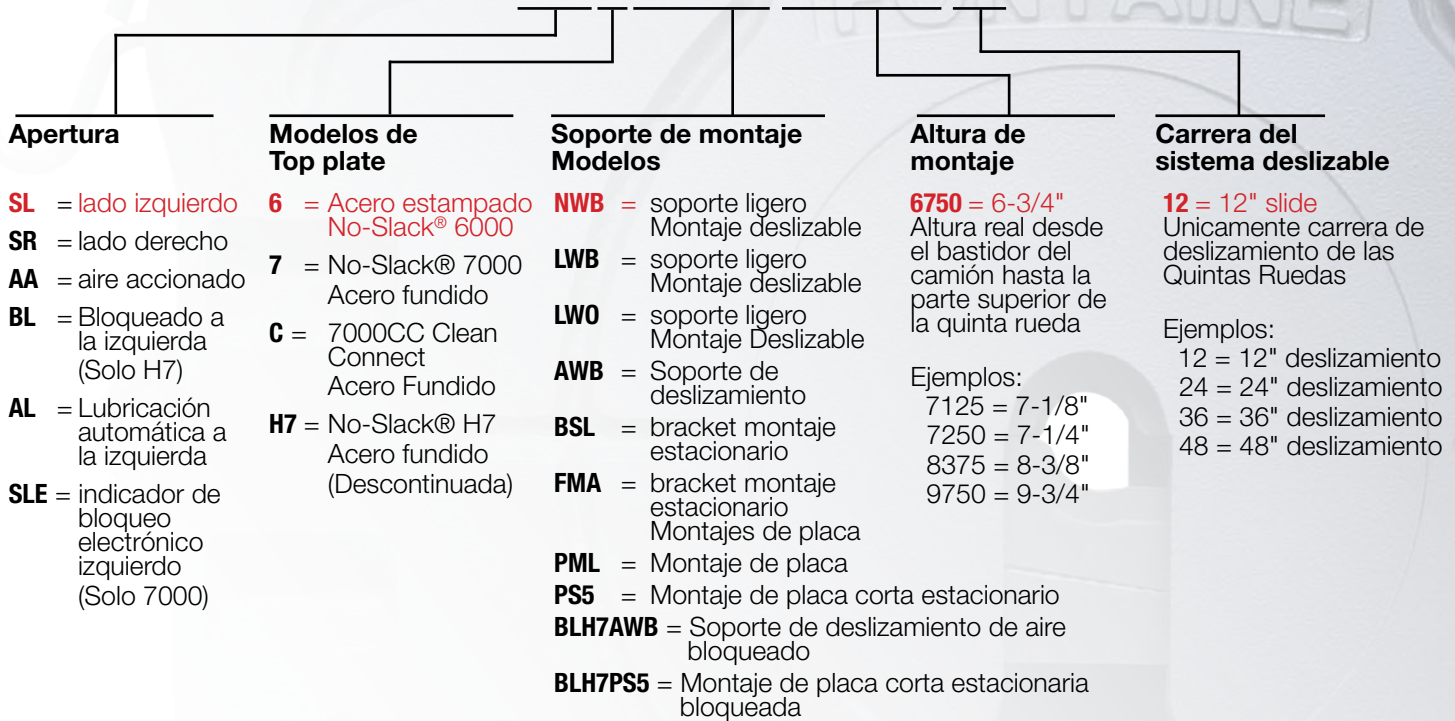 FONTAINE
Apertura
SL = lado izquierdo
SR = lado derecho
AA = aire accionado
BL = Bloqueado a
la izquierda
(Solo H7)
AL = Lubricación
automática a
la izquierda
SLE = indicador de
bloqueo
electrónico
izquierdo
(Solo 7000)
Modelos de
Top plate
6 = Acero estampado
No-Slack® 6000
7 = No-Slack® 7000
Acero fundido
C = 7000CC Clean
Connect
Acero Fundido
H7 = No-Slack® H7
Acero fundido
(Descontinuada)
Soporte de montaje
Modelos
NWB = soporte ligero
Montaje deslizable
LWB = soporte ligero
Montaje deslizable
LWO = soporte ligero
Montaje Deslizable
AWB = Soporte de
deslizamiento
BSL = bracket montaje
estacionario
FMA = bracket montaje
estacionario
Montajes de placa
PML = Montaje de placa
PS5 = Montaje de placa corta estacionario
BLH7AWB = Soporte de deslizamiento de aire
bloqueado
BLH7PS5 = Montaje de placa corta estacionaria
bloqueada
Altura de
montaje
6750 = 6-3/4"
Altura real desde
el bastidor del
camión hasta la
parte superior de
la quinta rueda
Ejemplos:
7125 = 7-1/8"
7250 = 7-1/4"
8375 = 8-3/8"
9750 = 9-3/4"
Carrera del
sistema deslizable
12 = 12" slide
Unicamente carrera de
deslizamiento de las
Quintas Ruedas
Ejemplos:
12 = 12" deslizamiento
24 = 24" deslizamiento
36 = 36" deslizamiento
48 = 48" deslizamiento